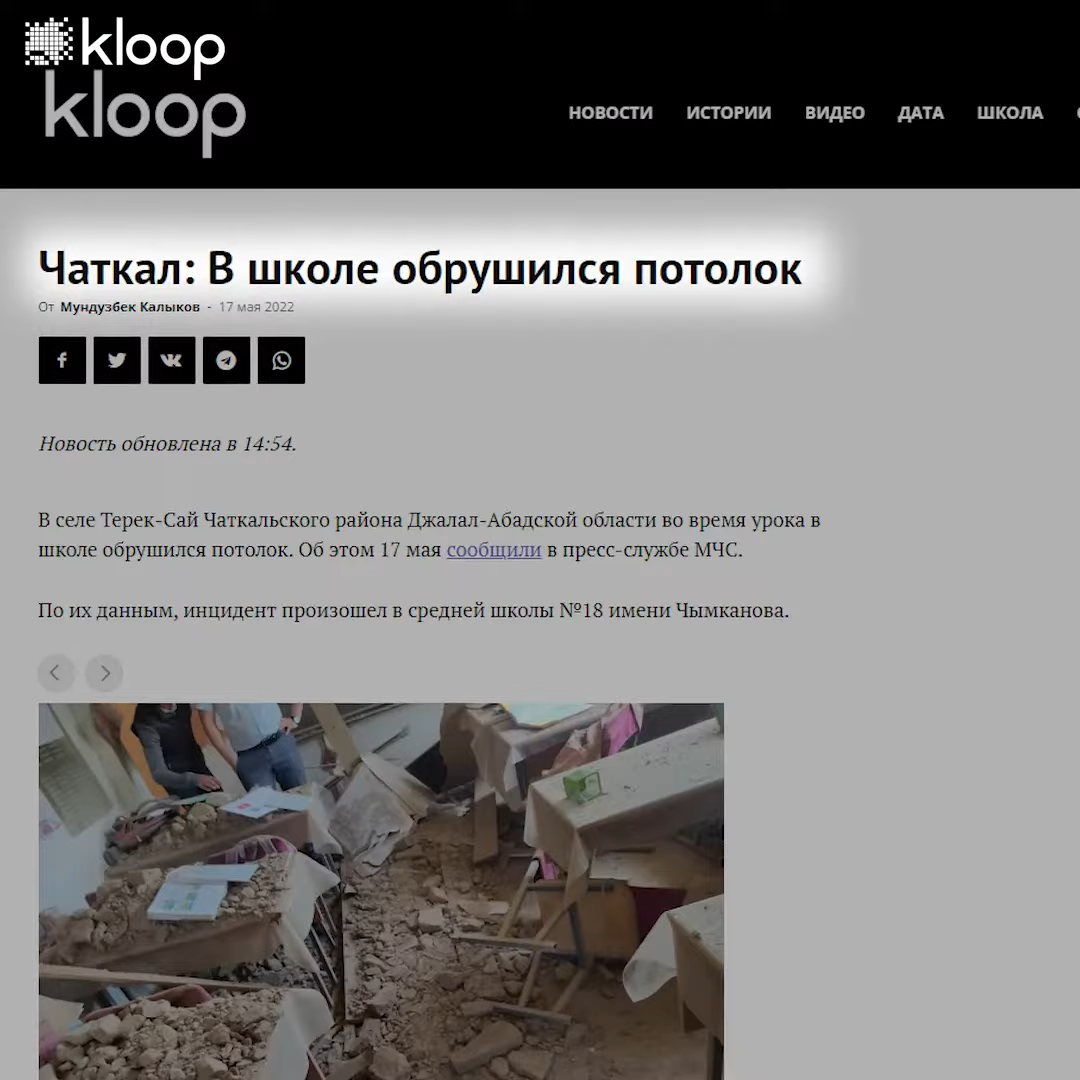 kloop
kloop
НОВОСТИ ИСТОРИИ ВИДЕО ДАТА ШКОЛА
Чаткал: В школе обрушился потолок
От Мундузбек Калыков - 17 мая 2022
Новость обновлена в 14:54.
В селе Терек-Сай Чаткальского района Джалал-Абадской области во время урока в
школе обрушился потолок. Об этом 17 мая сообщили в пресс-службе МЧС.
По их данным, инцидент произошел в средней школы №18 имени Чымканова.